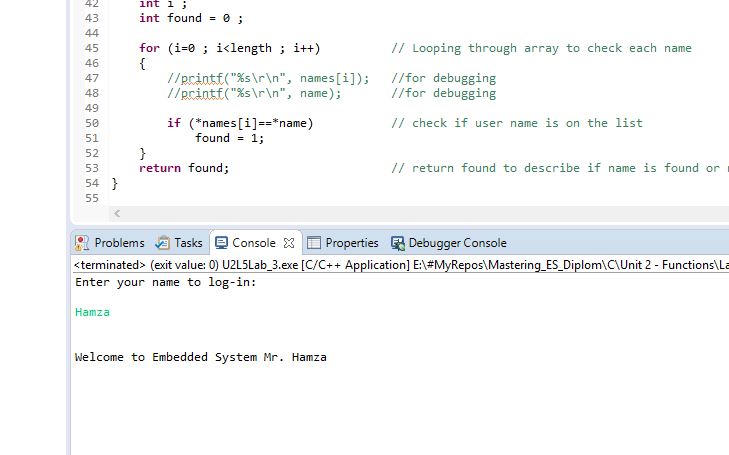 42 int i ;
43 int found = 0 ;
44
45 for (i=0 ; i<length ; i++) // Looping through array to check each name
46 {
47 //printf("%s\r\n", names[i]); //for debugging
48 //printf("%s\r\n", name); //for debugging
49
50 if (*names[i]==*name) // check if user name is on the list
51 found = 1;
52 }
53 return found; // return found to describe if name is found or
54 }
55
Problems Tasks Console Properties Debugger Console
<terminated> (exit value: 0) U2L5Lab_3.exe [C/C++ Application] E:\#MyRepos\Mastering_ES_Diplom\C\Unit 2 - Functions\La
Enter your name to log-in:
Hamza
Welcome to Embedded System Mr. Hamza